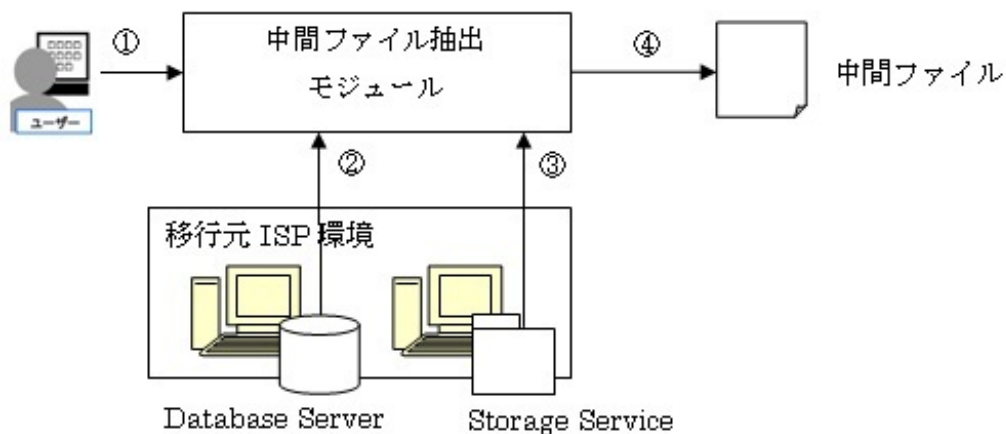 ①
中間ファイル抽出
モジュール
④
中間ファイル
ユーザー
②
③
移行元 ISP 環境
Database Server
Storage Service